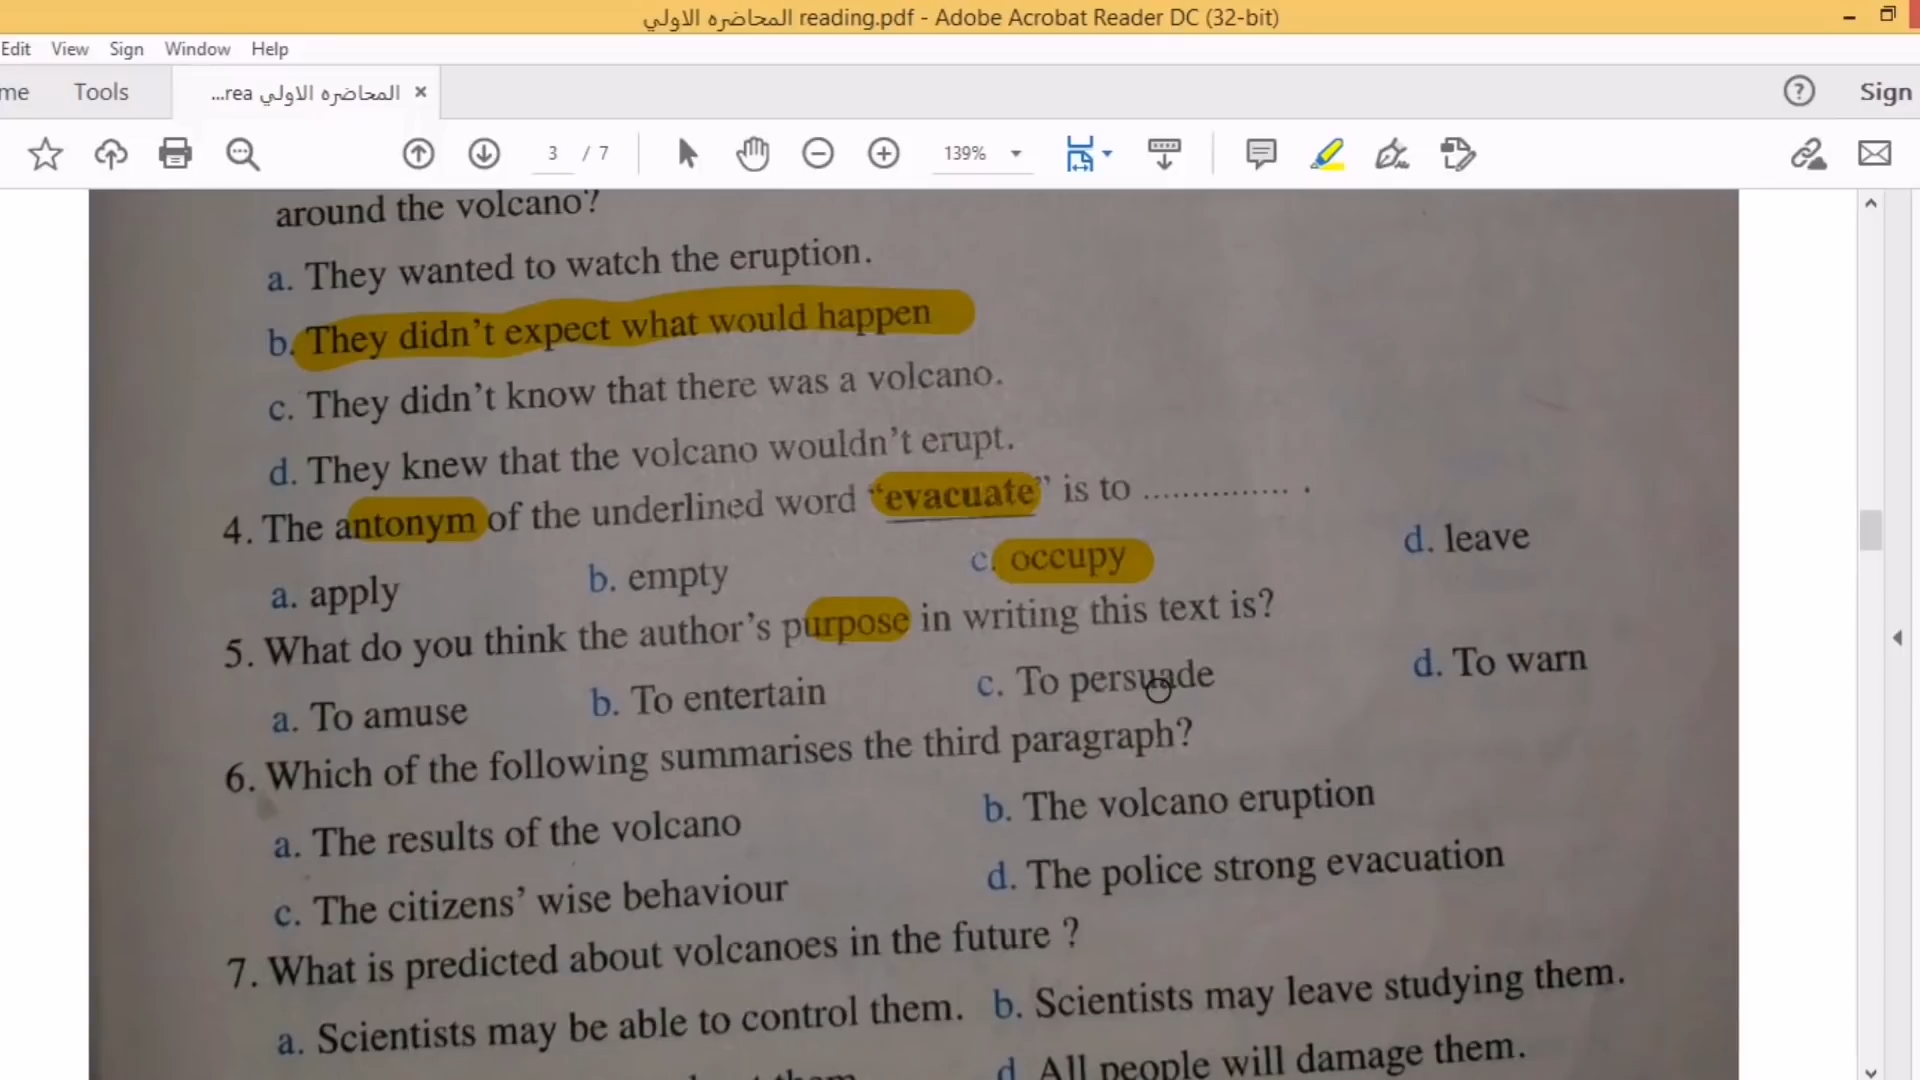 المحاضره الاولي reading.pdf - Adobe Acrobat Reader DC (32-bit)
Edit View Sign Window Help
me Tools المحاضره الاولي rea... × Sign
3 / 7 139%
around the volcano?
a. They wanted to watch the eruption.
b. They didn't expect what would happen
c. They didn't know that there was a volcano.
d. They knew that the volcano wouldn't erupt.
4. The antonym of the underlined word "evacuate" is to ............... .
a. apply b. empty c. occupy d. leave
5. What do you think the author's purpose in writing this text is?
a. To amuse b. To entertain c. To persuade d. To warn
6. Which of the following summarises the third paragraph?
a. The results of the volcano b. The volcano eruption
c. The citizens' wise behaviour d. The police strong evacuation
7. What is predicted about volcanoes in the future ?
a. Scientists may be able to control them. b. Scientists may leave studying them.
d. All people will damage them.